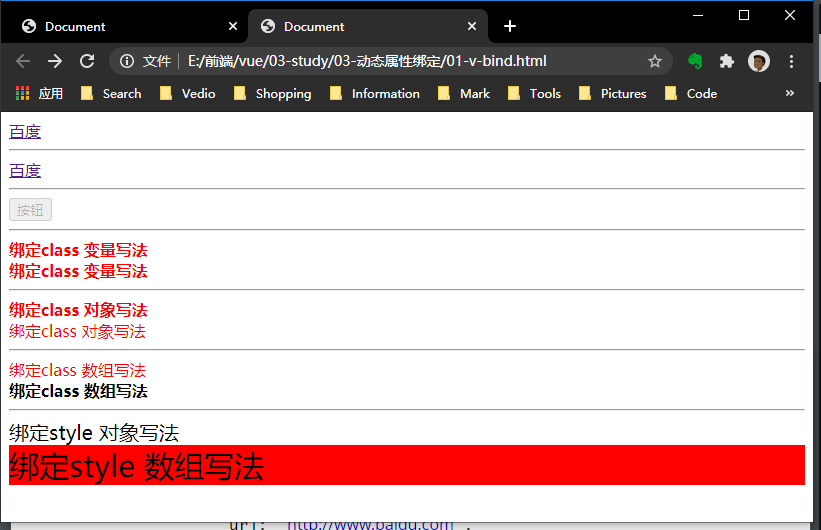 Document Document
文件 E:/前端/vue/03-study/03-动态属性绑定/01-v-bind.html
应用 Search Vedio Shopping Information Mark Tools Pictures Code »
百度
百度
按钮
绑定class 变量写法
绑定class 变量写法
绑定class 对象写法
绑定class 对象写法
绑定class 数组写法
绑定class 数组写法
绑定style 对象写法
绑定style 数组写法
url: "http://www.baidu.com",